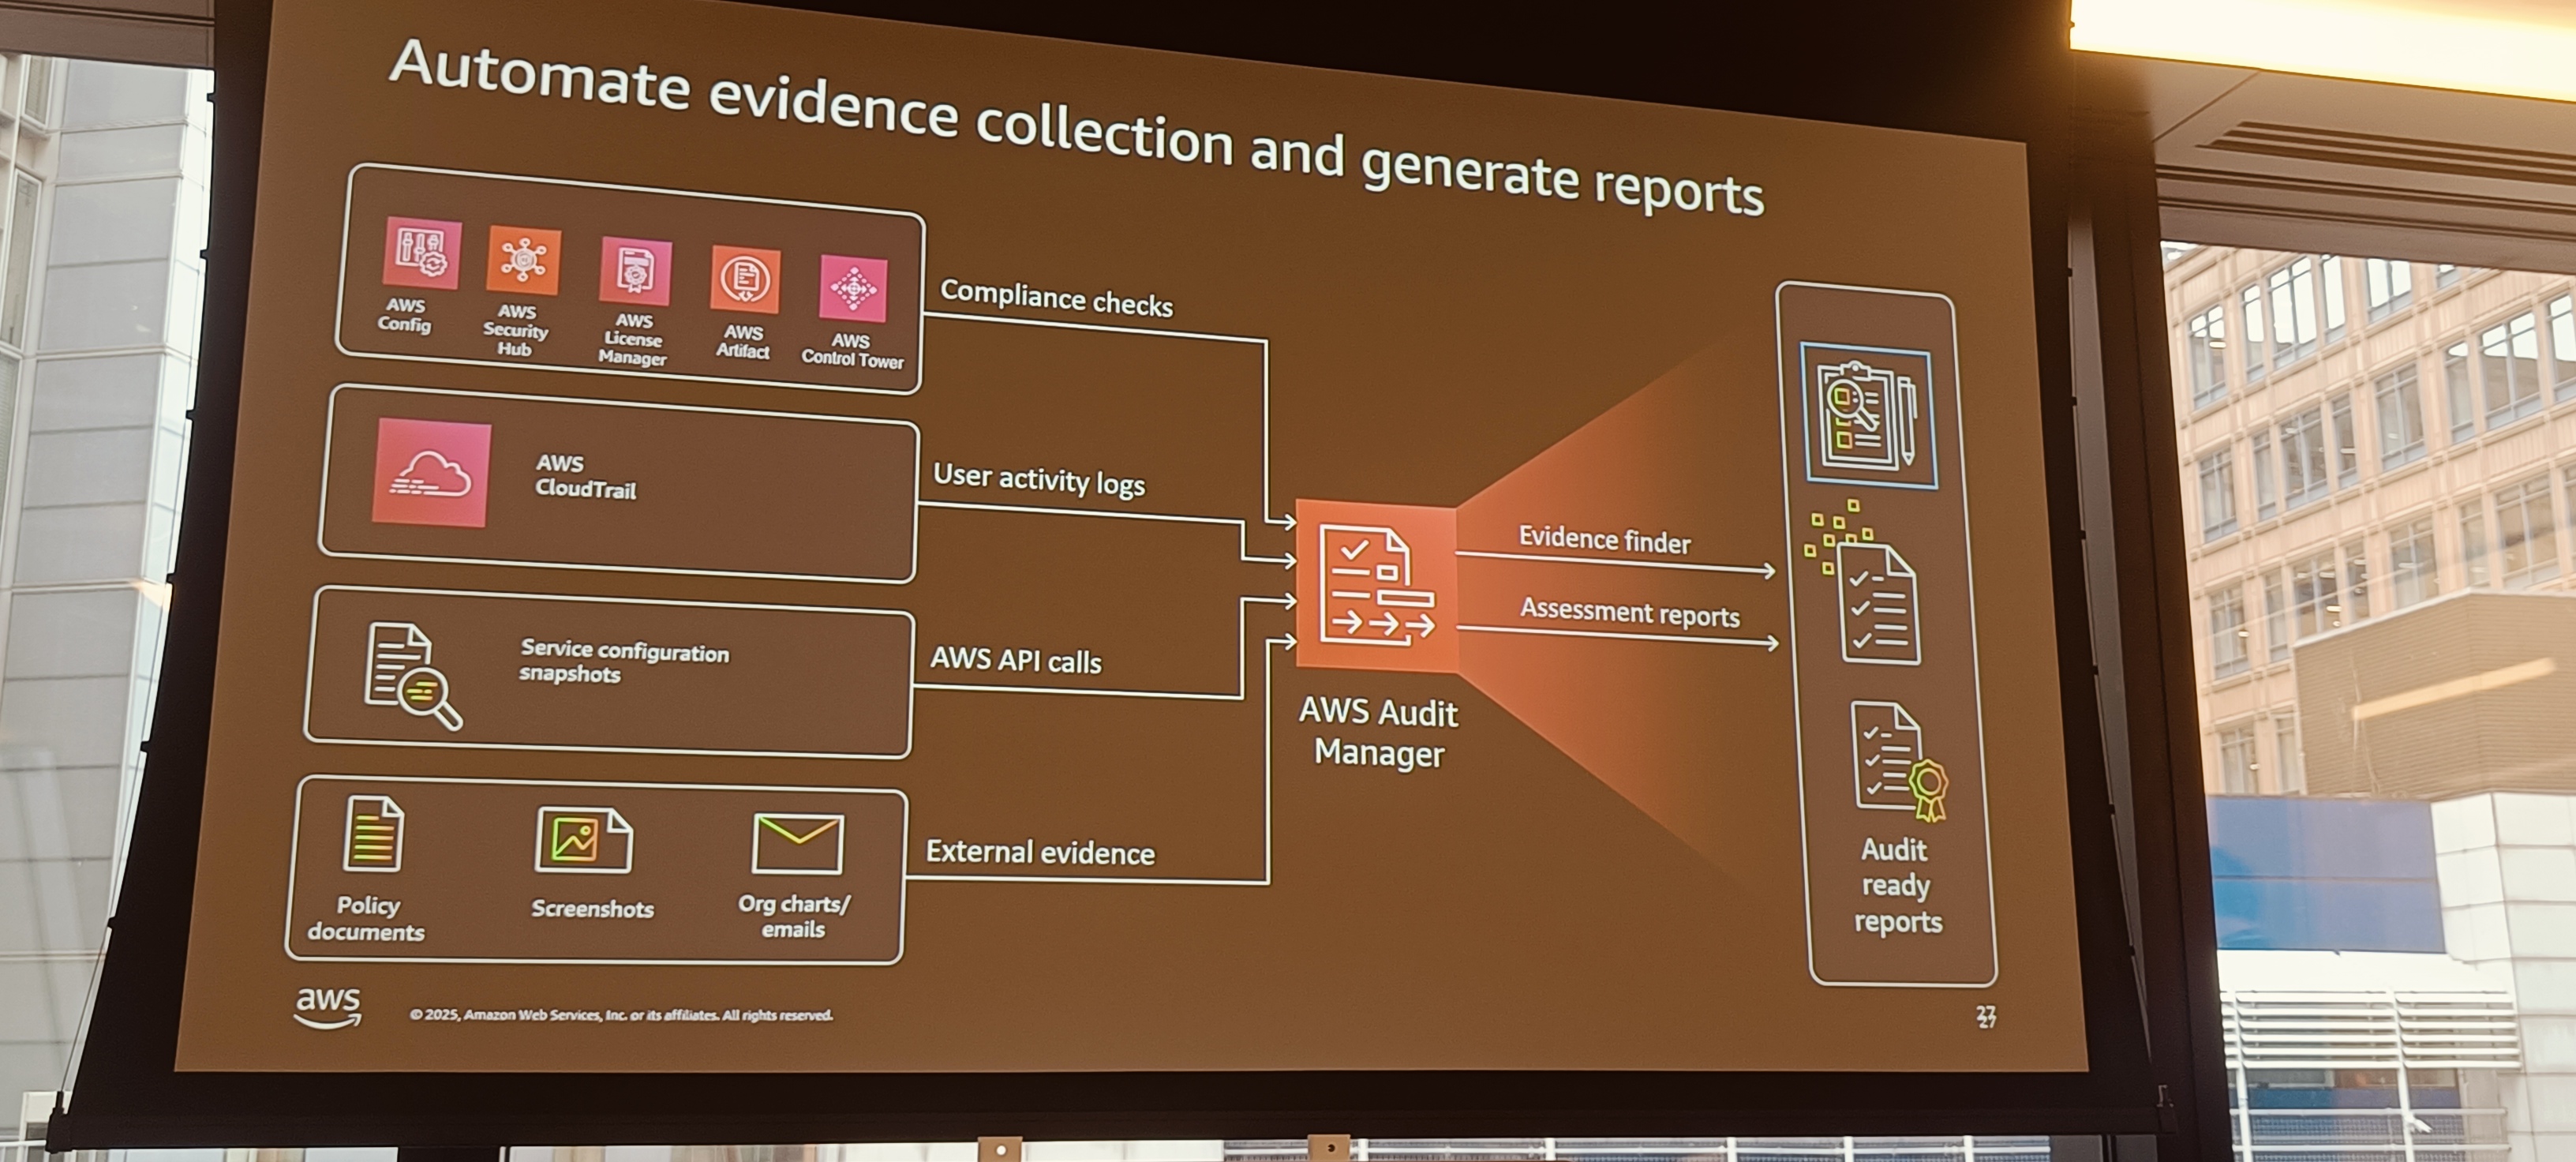 Automate evidence collection and generate reports
AWS
Config
AWS
Security
Hub
AWS
License
Manager
AWS
Artifact
AWS
Control Tower
Compliance checks
AWS
CloudTrail
User activity logs
Service configuration
snapshots
AWS API calls
Policy
documents
Screenshots
Org charts/
emails
External evidence
AWS Audit
Manager
Evidence finder
Assessment reports
Audit
ready
reports
aws
© 2025, Amazon Web Services, Inc. or its affiliates. All rights reserved.
27
27